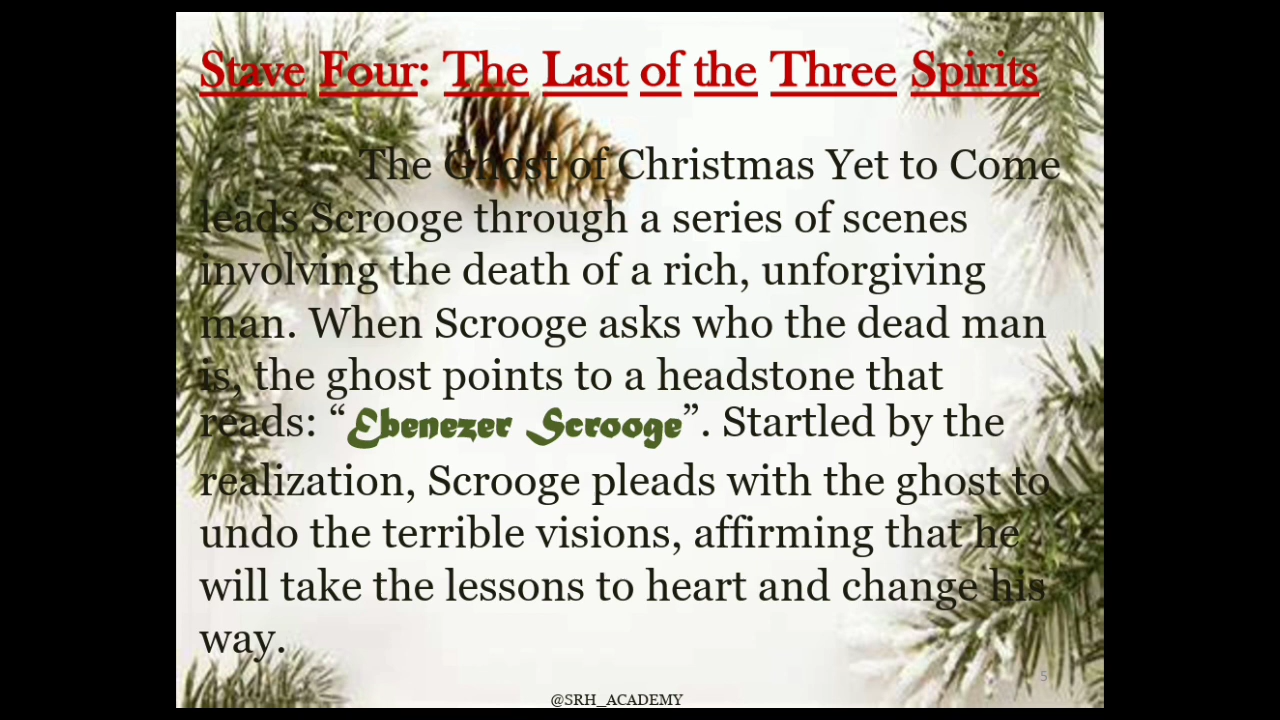 Stave Four: The Last of the Three Spirits
The Ghost of Christmas Yet to Come
leads Scrooge through a series of scenes
involving the death of a rich, unforgiving
man. When Scrooge asks who the dead man
is, the ghost points to a headstone that
reads: “Ebenezer Scrooge”. Startled by the
realization, Scrooge pleads with the ghost to
undo the terrible visions, affirming that he
will take the lessons to heart and change his
way.
5
@SRH_ACADEMY